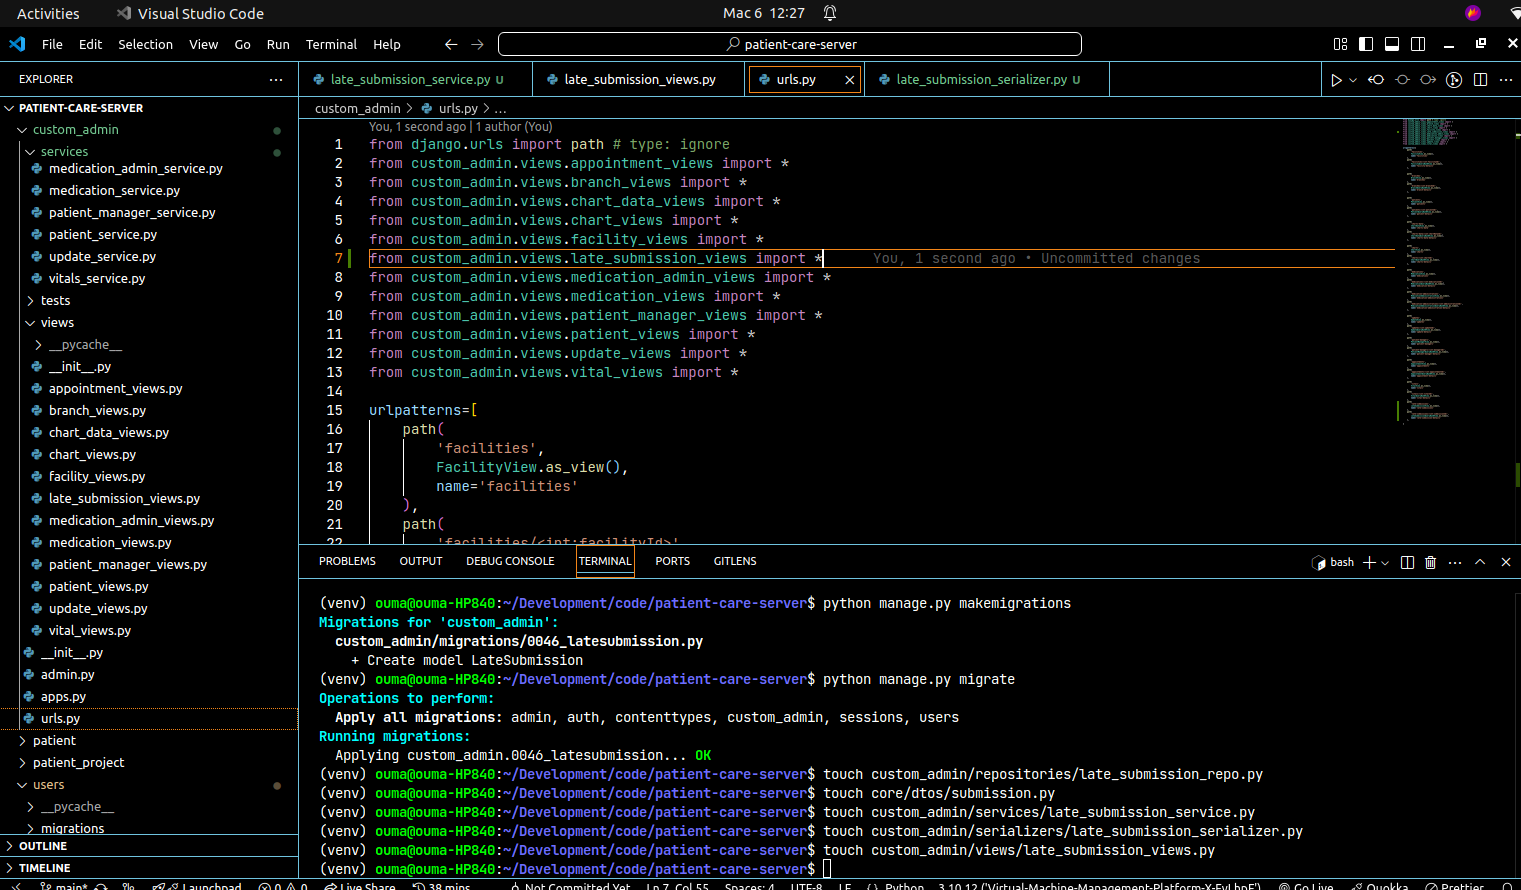 Activities
Visual Studio Code
Mac 6 12:27
File Edit Selection View Go Run Terminal Help
patient-care-server
EXPLORER
PATIENT-CARE-SERVER
custom_admin
services
medication_admin_service.py
medication_service.py
patient_manager_service.py
patient_service.py
update_service.py
vitals_service.py
tests
views
__pycache__
__init__.py
appointment_views.py
branch_views.py
chart_data_views.py
chart_views.py
facility_views.py
late_submission_views.py
medication_admin_views.py
medication_views.py
patient_manager_views.py
patient_views.py
update_views.py
vital_views.py
__init__.py
admin.py
apps.py
urls.py
patient
patient_project
users
__pycache__
migrations
OUTLINE
TIMELINE
late_submission_service.py U
late_submission_views.py
urls.py
late_submission_serializer.py U
custom_admin > urls.py > ...
You, 1 second ago | 1 author (You)
1 from django.urls import path # type: ignore
2 from custom_admin.views.appointment_views import *
3 from custom_admin.views.branch_views import *
4 from custom_admin.views.chart_data_views import *
5 from custom_admin.views.chart_views import *
6 from custom_admin.views.facility_views import *
7 from custom_admin.views.late_submission_views import * You, 1 second ago • Uncommitted changes
8 from custom_admin.views.medication_admin_views import *
9 from custom_admin.views.medication_views import *
10 from custom_admin.views.patient_manager_views import *
11 from custom_admin.views.patient_views import *
12 from custom_admin.views.update_views import *
13 from custom_admin.views.vital_views import *
14
15 urlpatterns=[
16 path(
17 'facilities',
18 FacilityView.as_view(),
19 name='facilities'
20 ),
21 path(
22 'facilities/<int:facilityId>'
PROBLEMS OUTPUT DEBUG CONSOLE TERMINAL PORTS GITLENS
bash
(venv) ouma@ouma-HP840:~/Development/code/patient-care-server$ python manage.py makemigrations
Migrations for 'custom_admin':
custom_admin/migrations/0046_latesubmission.py
+ Create model LateSubmission
(venv) ouma@ouma-HP840:~/Development/code/patient-care-server$ python manage.py migrate
Operations to perform:
Apply all migrations: admin, auth, contenttypes, custom_admin, sessions, users
Running migrations:
Applying custom_admin.0046_latesubmission... OK
(venv) ouma@ouma-HP840:~/Development/code/patient-care-server$ touch custom_admin/repositories/late_submission_repo.py
(venv) ouma@ouma-HP840:~/Development/code/patient-care-server$ touch core/dtos/submission.py
(venv) ouma@ouma-HP840:~/Development/code/patient-care-server$ touch custom_admin/services/late_submission_service.py
(venv) ouma@ouma-HP840:~/Development/code/patient-care-server$ touch custom_admin/serializers/late_submission_serializer.py
(venv) ouma@ouma-HP840:~/Development/code/patient-care-server$ touch custom_admin/views/late_submission_views.py
(venv) ouma@ouma-HP840:~/Development/code/patient-care-server$
main* Launchpad 0 0 Live Share 38 mins Not Committed Yet Ln 7, Col 55 Spaces: 4 UTF-8 LF {} Python 3.10.12 ('Virtual-Machine-Management-Platform-X-FvLhnF') Go Live Quokka Prettier